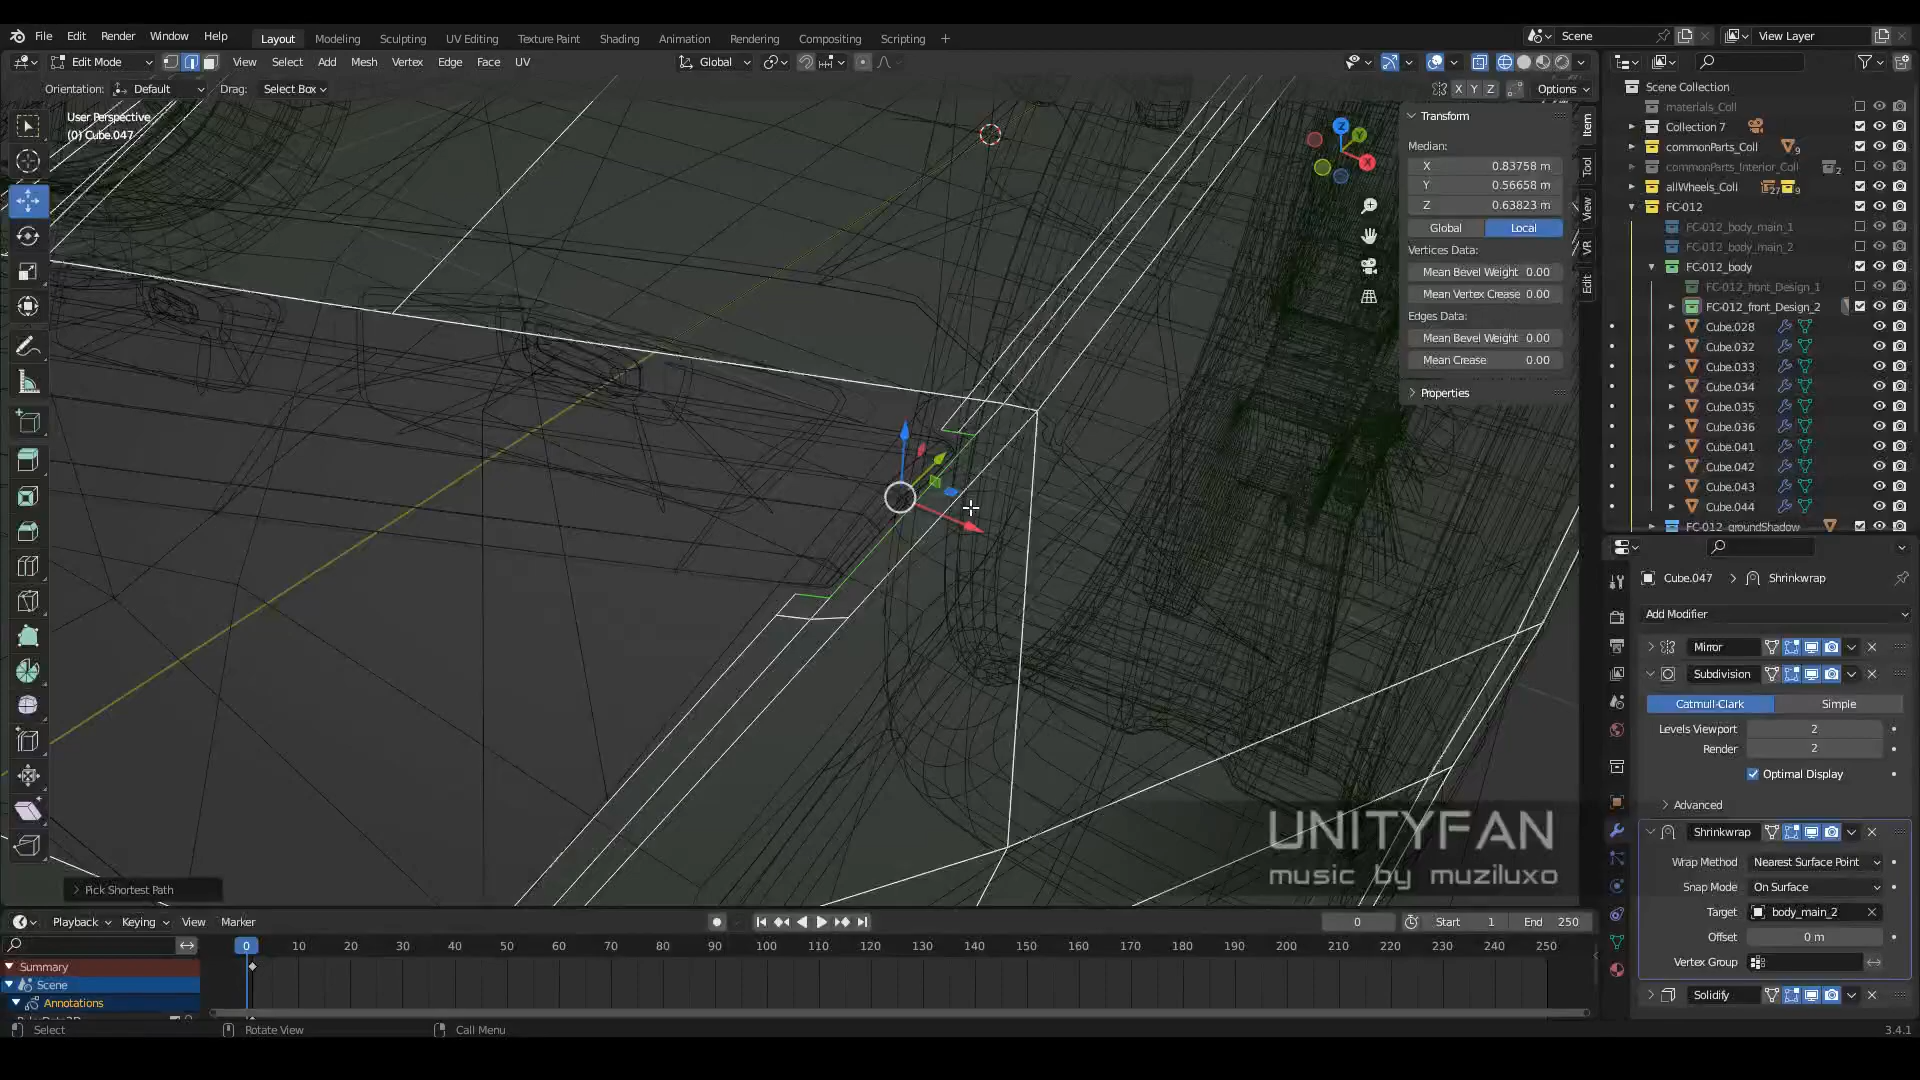 File Edit Render Window Help Layout Modeling Sculpting UV Editing Texture Paint Shading Animation Rendering Compositing Scripting + Scene View Layer
Edit Mode View Select Add Mesh Vertex Edge Face UV Global
Orientation: Default Drag: Select Box X Y Z Options
User Perspective
(0) Cube.047
Transform
Median:
X 0.83758 m
Y 0.56658 m
Z 0.63823 m
Global Local
Vertices Data:
Mean Bevel Weight 0.00
Mean Vertex Crease 0.00
Edges Data:
Mean Bevel Weight 0.00
Mean Crease 0.00
Properties
Item
Tool
View
VR
Edit
Z
Y
X
Scene Collection
materials_Coll
Collection 7
commonParts_Coll 9
commonParts_Interior_Coll 2
allWheels_Coll 27 9
FC-012
FC-012_body_main_1
FC-012_body_main_2
FC-012_body
FC-012_front_Design_1
FC-012_front_Design_2
Cube.028
Cube.032
Cube.033
Cube.034
Cube.035
Cube.036
Cube.041
Cube.042
Cube.043
Cube.044
FC-012_groundShadow
Cube.047 Shrinkwrap
Add Modifier
Mirror
Subdivision
Catmull-Clark Simple
Levels Viewport 2
Render 2
Optimal Display
Advanced
Shrinkwrap
Wrap Method Nearest Surface Point
Snap Mode On Surface
Target body_main_2
Offset 0 m
Vertex Group
Solidify
UNITYFAN
music by muziluxo
Pick Shortest Path
Playback Keying View Marker 0 Start 1 End 250
0 10 20 30 40 50 60 70 80 90 100 110 120 130 140 150 160 170 180 190 200 210 220 230 240 250
Summary
Scene
Annotations
Select Rotate View Call Menu 3.4.1